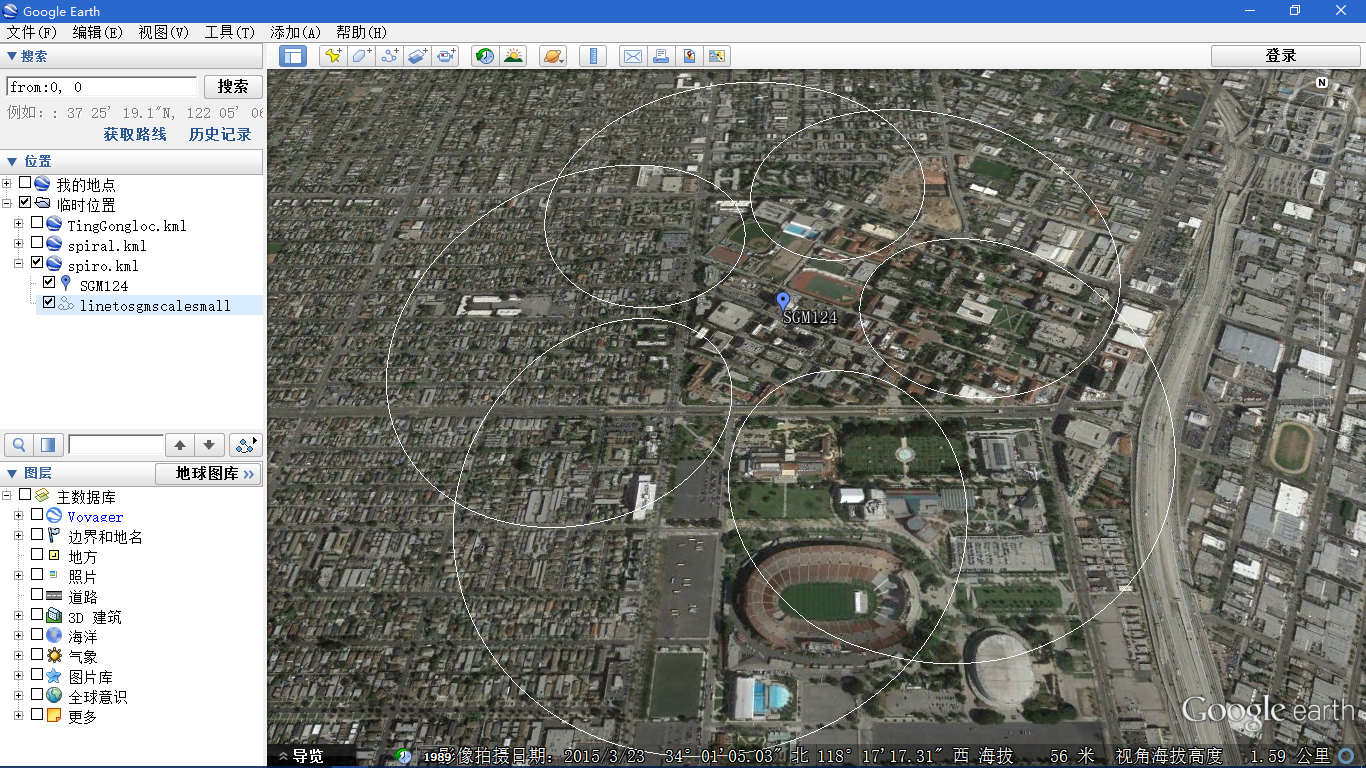 Google Earth
文件(F) 编辑(E) 视图(V) 工具(T) 添加(A) 帮助(H)
搜索
登录
from:0, 0
搜索
例如: : 37 25' 19.1"N, 122 05' 06
获取路线 历史记录
位置
我的地点
临时位置
TingGongloc.kml
spiral.kml
spiro.kml
SGM124
linetosgmscalesmall
图层
地球图库 »
主数据库
Voyager
边界和地名
地方
照片
道路
3D 建筑
海洋
气象
图片库
全球意识
更多
N
SGM124
Google earth
导览
1989
影像拍摄日期: 2015/3/23 34° 01'05.03" 北 118° 17'17.31" 西 海拔 56 米 视角海拔高度 1.59 公里